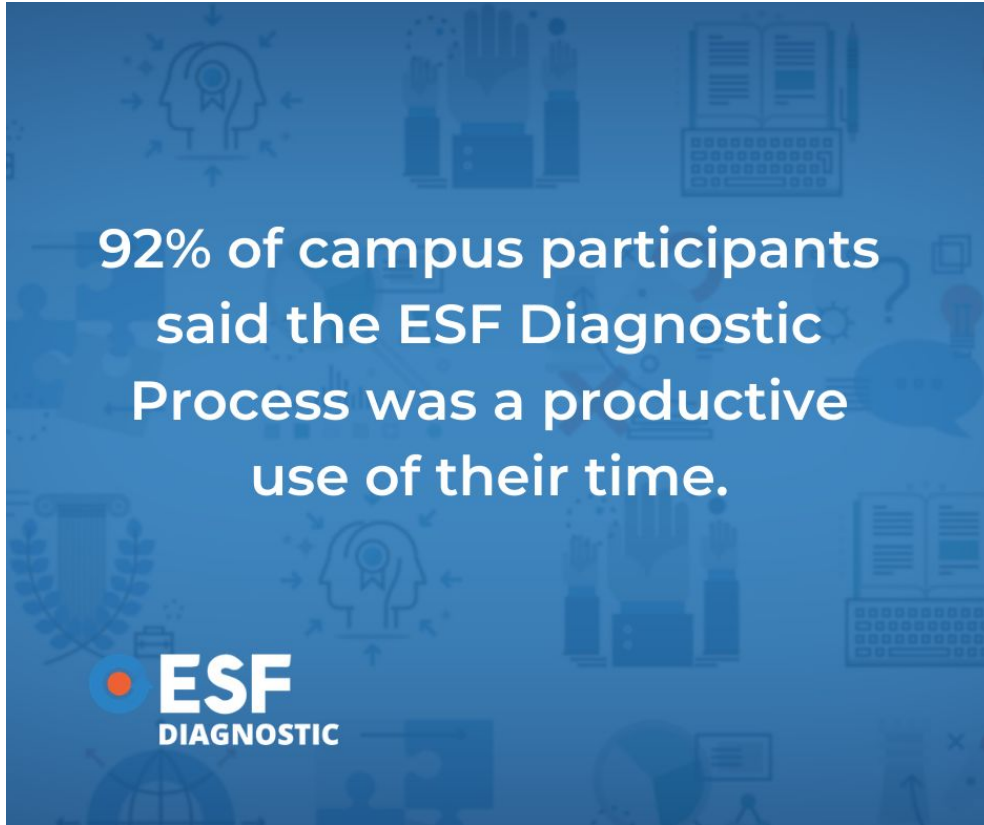 92% of campus participants
said the ESF Diagnostic
Process was a productive
use of their time.
ESF
DIAGNOSTIC